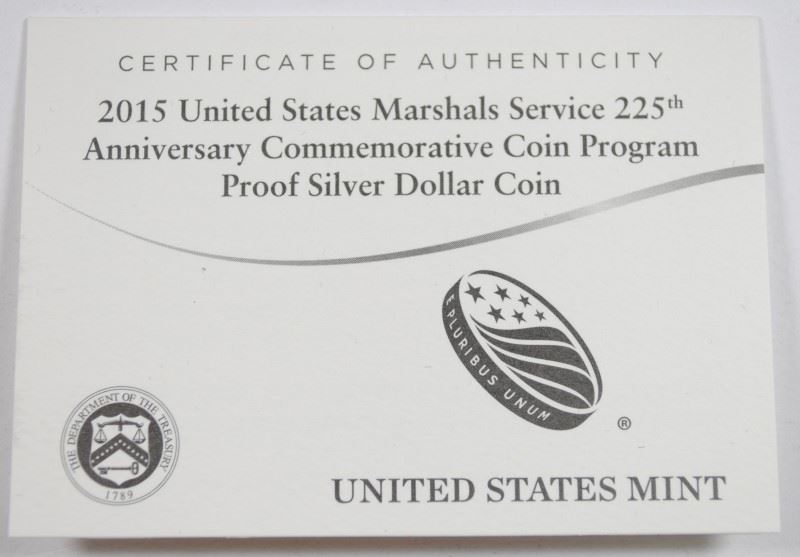 CERTIFICATE OF AUTHENTICITY
2015 United States Marshals Service 225th
Anniversary Commemorative Coin Program
Proof Silver Dollar Coin
E PLURIBUS UNUM
®
THE DEPARTMENT OF THE TREASURY
1789
UNITED STATES MINT